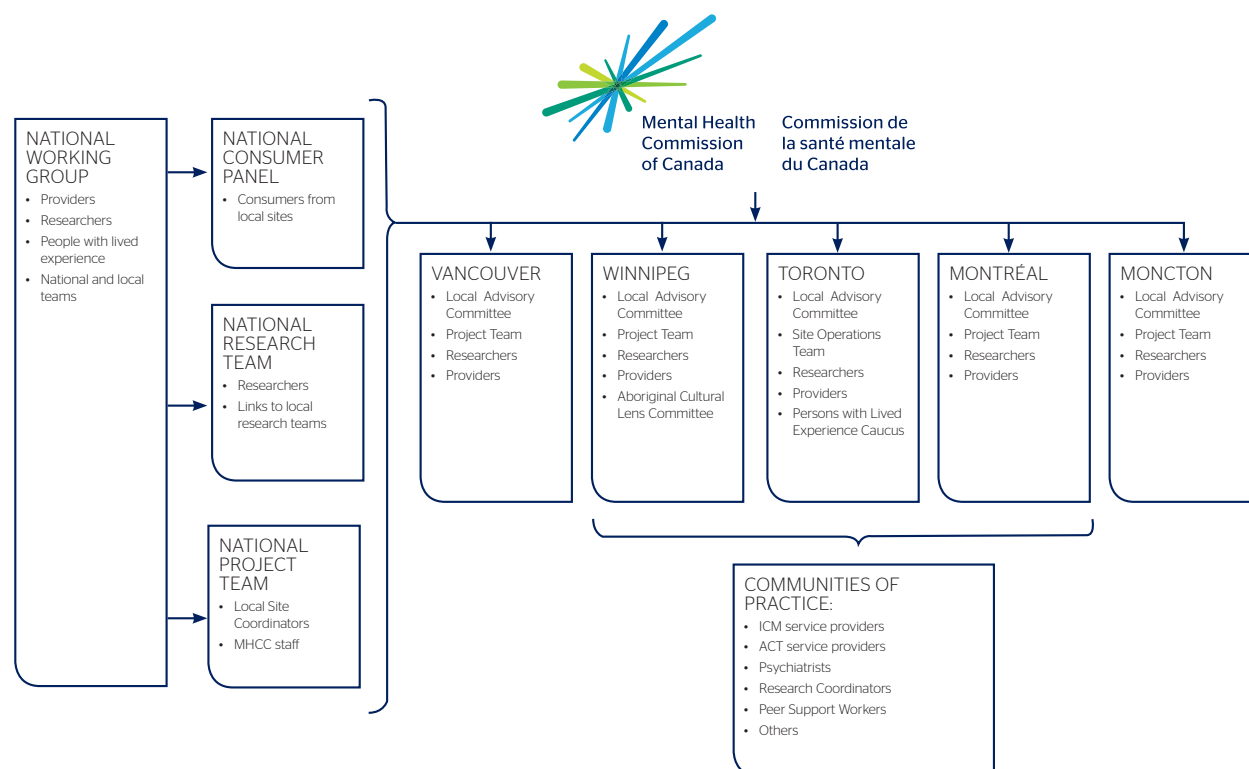 Mental Health
Commission
of Canada
Commission de
la santé mentale
du Canada
NATIONAL
WORKING
GROUP
• Providers
• Researchers
• People with lived
experience
• National and local
teams
NATIONAL
CONSUMER
PANEL
• Consumers from
local sites
NATIONAL
RESEARCH
TEAM
• Researchers
• Links to local
research teams
NATIONAL
PROJECT
TEAM
• Local Site
Coordinators
• MHCC staff
VANCOUVER
• Local Advisory
Committee
• Project Team
• Researchers
• Providers
WINNIPEG
• Local Advisory
Committee
• Project Team
• Researchers
• Providers
• Aboriginal Cultural
Lens Committee
TORONTO
• Local Advisory
Committee
• Site Operations
Team
• Researchers
• Providers
• Persons with Lived
Experience Caucus
MONTRÉAL
• Local Advisory
Committee
• Project Team
• Researchers
• Providers
MONCTON
• Local Advisory
Committee
• Project Team
• Researchers
• Providers
COMMUNITIES OF
PRACTICE:
• ICM service providers
• ACT service providers
• Psychiatrists
• Research Coordinators
• Peer Support Workers
• Others